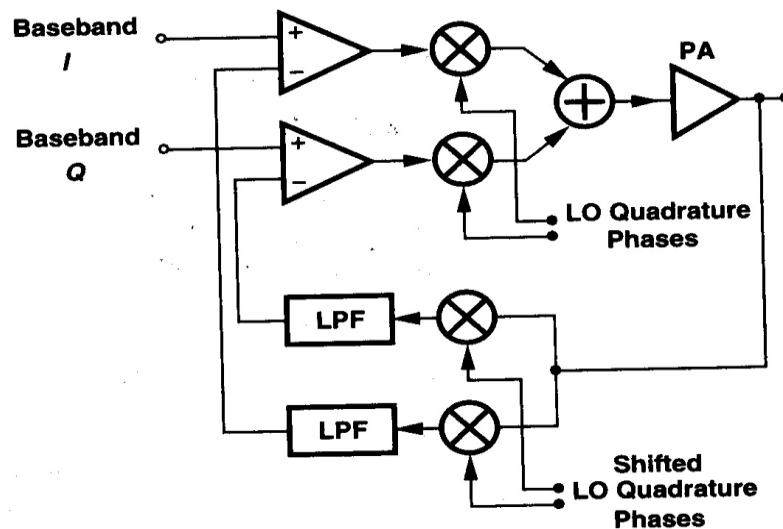 Baseband
I
+
−
PA
Baseband
Q
+
−
LO Quadrature
Phases
LPF
LPF
Shifted
LO Quadrature
Phases